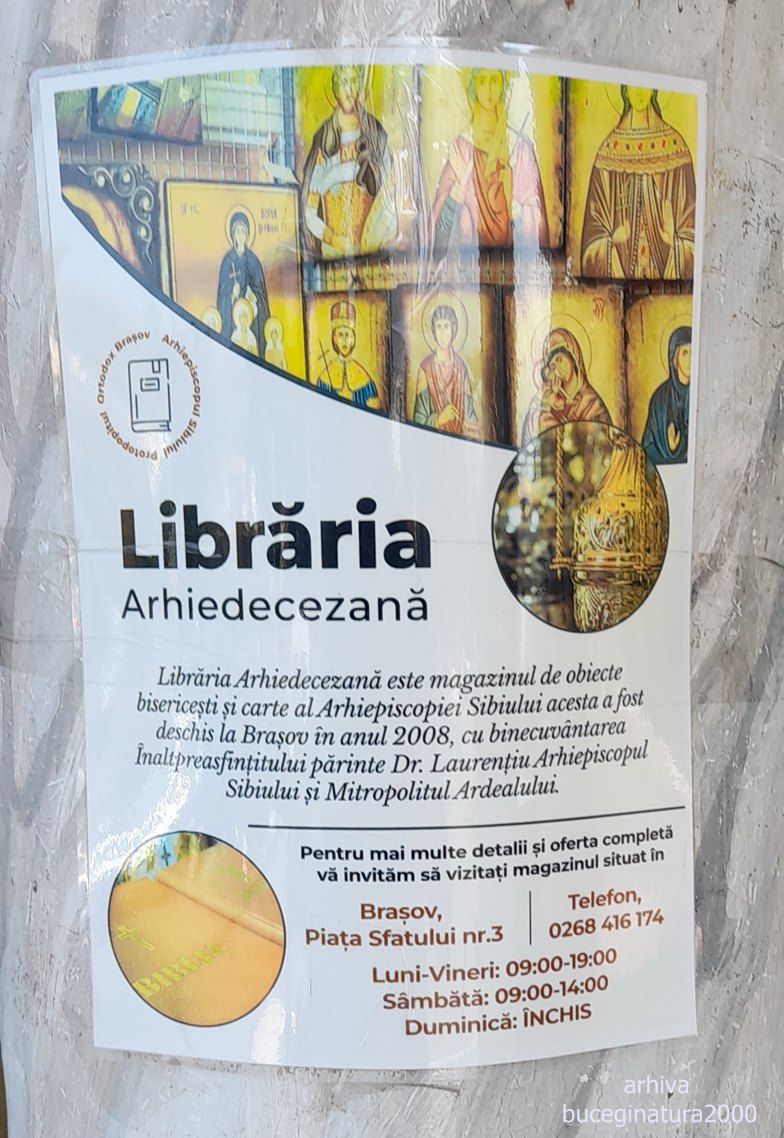 Protopopitul Ortodox Brașov Arhiepiscopul Sibiului
Librăria
Arhiedecezană
Librăria Arhiedecezană este magazinul de obiecte
bisericești și carte al Arhiepiscopiei Sibiului acesta a fost
deschis la Brașov în anul 2008, cu binecuvântarea
Înaltpreasfințitului părinte Dr. Laurențiu Arhiepiscopul
Sibiului și Mitropolitul Ardealului.
Pentru mai multe detalii și oferta completă
vă invităm să vizitați magazinul situat în
Brașov,
Piața Sfatului nr.3
Telefon,
0268 416 174
Luni-Vineri: 09:00-19:00
Sâmbătă: 09:00-14:00
Duminică: ÎNCHIS
BIBLIA
arhiva
buceginatura2000